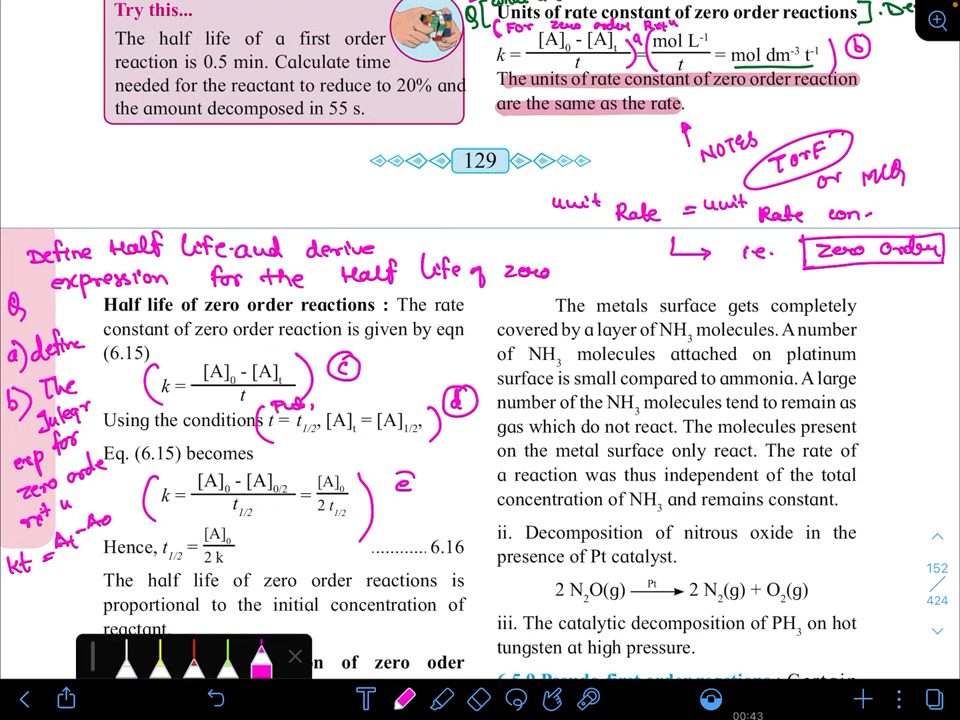 Try this...
The half life of a first order
reaction is 0.5 min. Calculate time
needed for the reactant to reduce to 20% and
the amount decomposed in 55 s.
Q[
Units of rate constant of zero order reactions] :
(For zero order
k = [A]0 - [A]t / t = mol L-1 / t = mol dm-3 t-1 ) b
The units of rate constant of zero order reaction
are the same as the rate.
129
NOTES
T or F
or MCQ
unit Rate = unit Rate con.
i.e. Zero order
Define Half life and derive
expression for the Half life of zero
Q
a) define
b) The
integr
exp for
zero orde
kt = At - A0
Half life of zero order reactions : The rate
constant of zero order reaction is given by eqn
(6.15)
k = [A]0 - [A]t / t c
Put,
Using the conditions t = t1/2, [A]t = [A]1/2, d
Eq. (6.15) becomes
k = [A]0 - [A]0/2 / t1/2 = [A]0 / 2 t1/2 e
Hence, t1/2 = [A]0 / 2 k ............ 6.16
The half life of zero order reactions is
proportional to the initial concentration of
reactant.
n of zero oder
The metals surface gets completely
covered by a layer of NH3 molecules. A number
of NH3 molecules attached on platinum
surface is small compared to ammonia. A large
number of the NH3 molecules tend to remain as
gas which do not react. The molecules present
on the metal surface only react. The rate of
a reaction was thus independent of the total
concentration of NH3 and remains constant.
ii. Decomposition of nitrous oxide in the
presence of Pt catalyst.
2 N2O(g) Pt→ 2 N2(g) + O2(g)
iii. The catalytic decomposition of PH3 on hot
tungsten at high pressure.
152
424
00:43